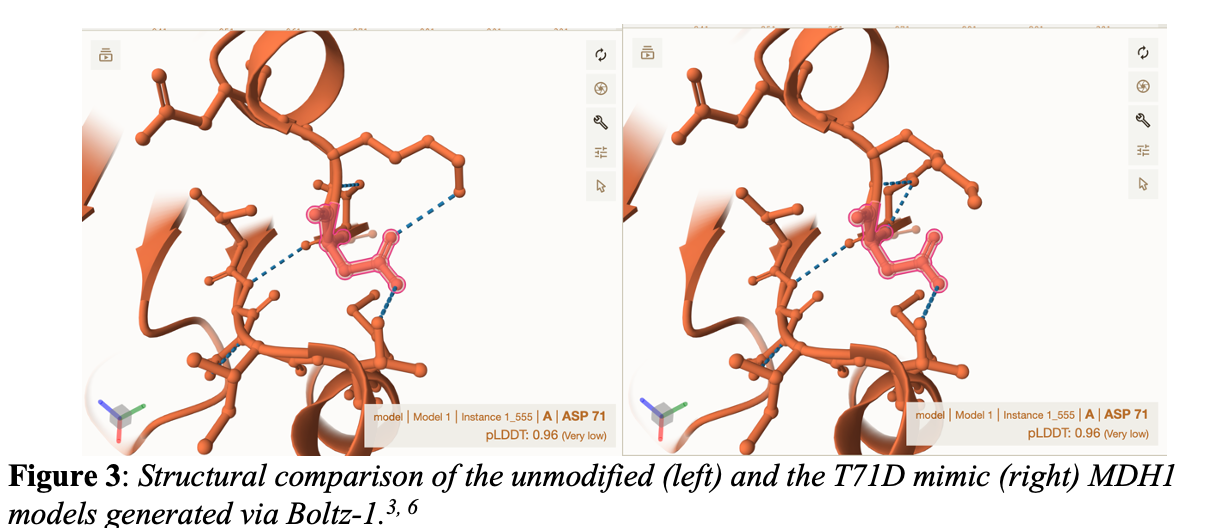 model | Model 1 | Instance 1_555 | A | ASP 71
pLDDT: 0.96 (Very low)
model | Model 1 | Instance 1_555 | A | ASP 71
pLDDT: 0.96 (Very low)
Figure 3: Structural comparison of the unmodified (left) and the T71D mimic (right) MDH1
models generated via Boltz-1.3, 6